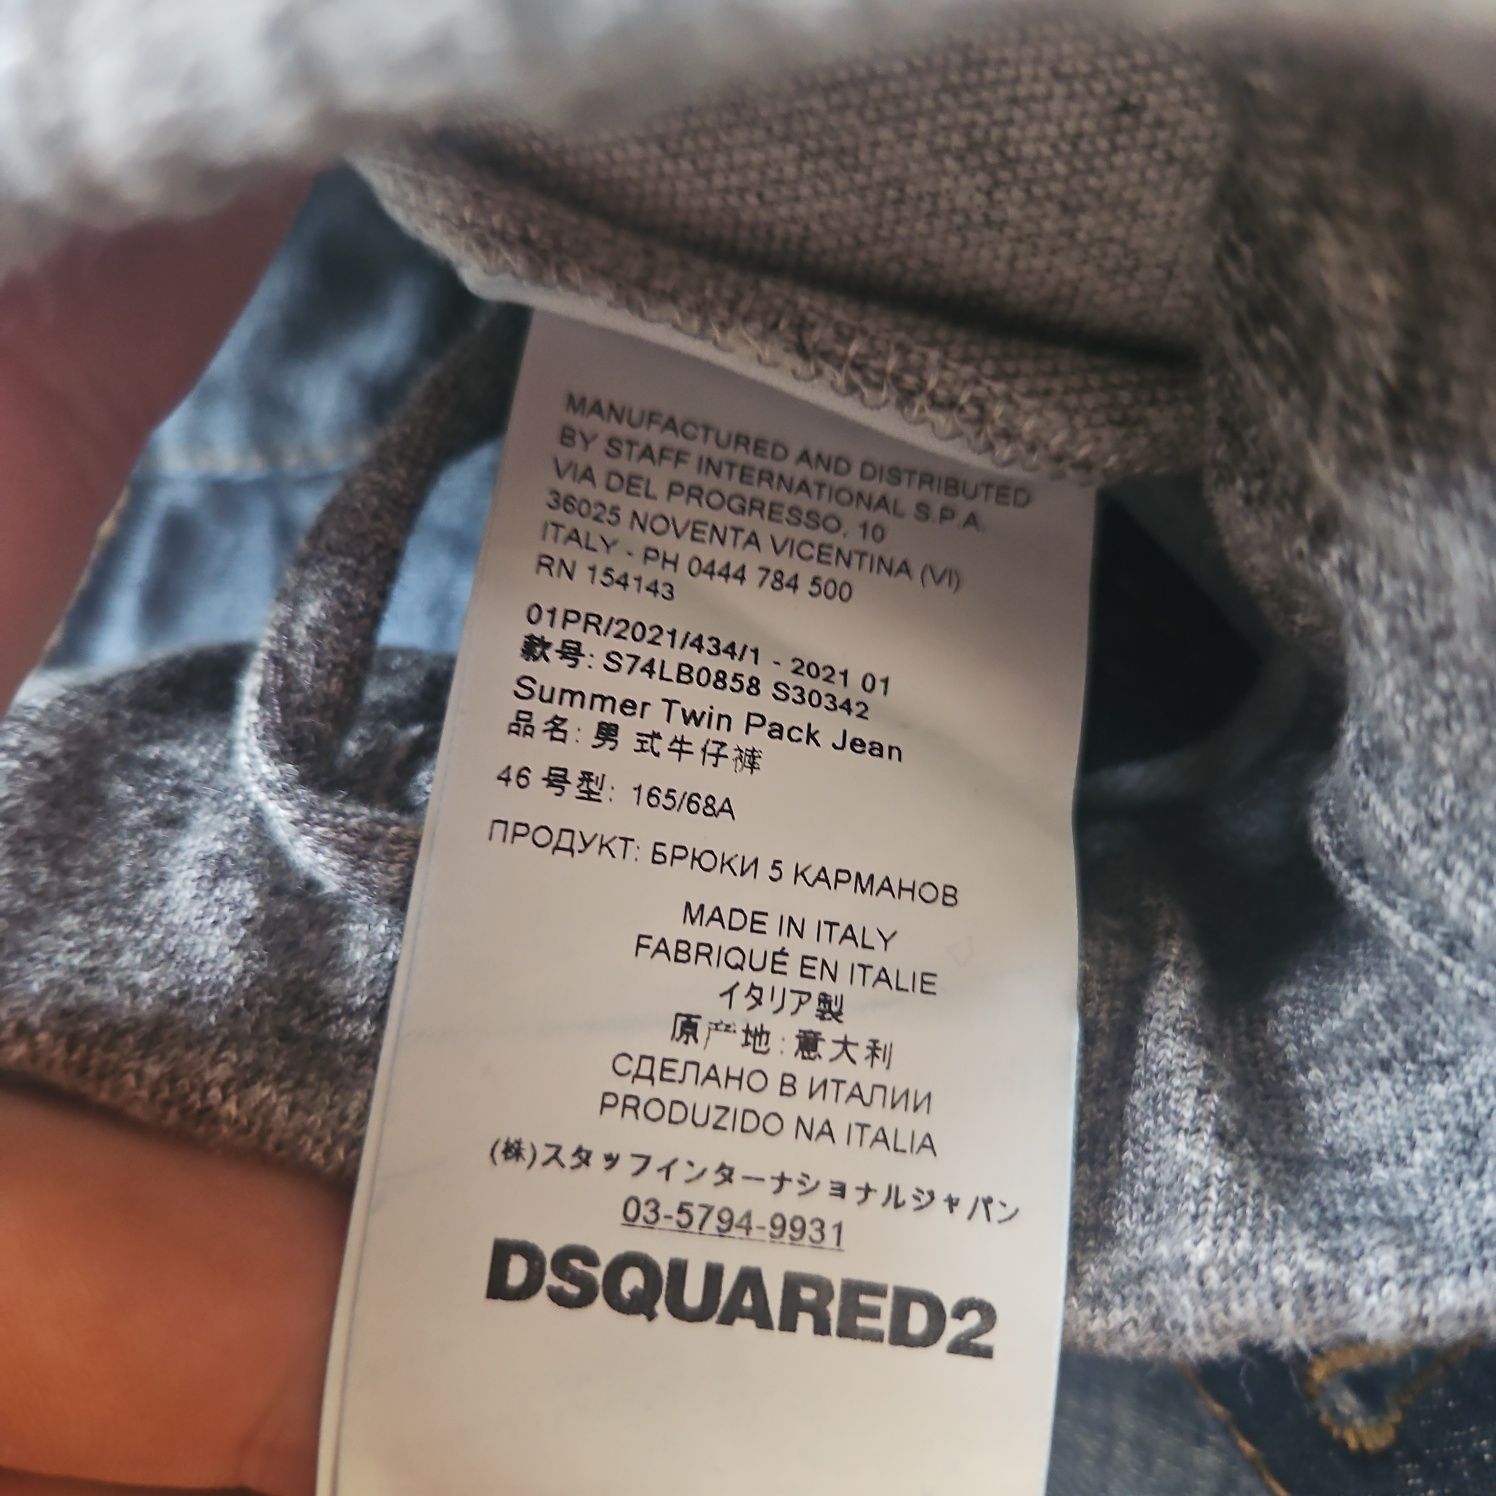 MANUFACTURED AND DISTRIBUTED
BY STAFF INTERNATIONAL S.P.A.
VIA DEL PROGRESSO, 10
36025 NOVENTA VICENTINA (VI)
ITALY - PH 0444 784 500
RN 154143
01PR/2021/434/1 - 2021 01
款号: S74LB0858 S30342
Summer Twin Pack Jean
品名: 男 式牛仔裤
46 号型: 165/68A
ПРОДУКТ: БРЮКИ 5 КАРМАНОВ
MADE IN ITALY
FABRIQUÉ EN ITALIE
イタリア製
原产地:意大利
СДЕЛАНО В ИТАЛИИ
PRODUZIDO NA ITALIA
(株)スタッフインターナショナルジャパン
03-5794-9931
DSQUARED2